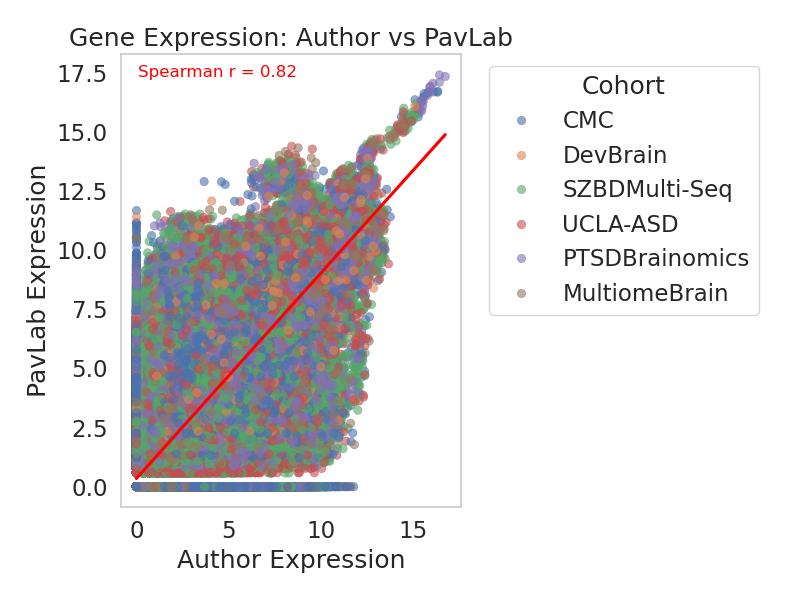 Gene Expression: Author vs PavLab
Spearman r = 0.82
PavLab Expression
17.5
15.0
12.5
10.0
7.5
5.0
2.5
0.0
0 5 10 15
Author Expression
Cohort
CMC
DevBrain
SZBDMulti-Seq
UCLA-ASD
PTSDBrainomics
MultiomeBrain